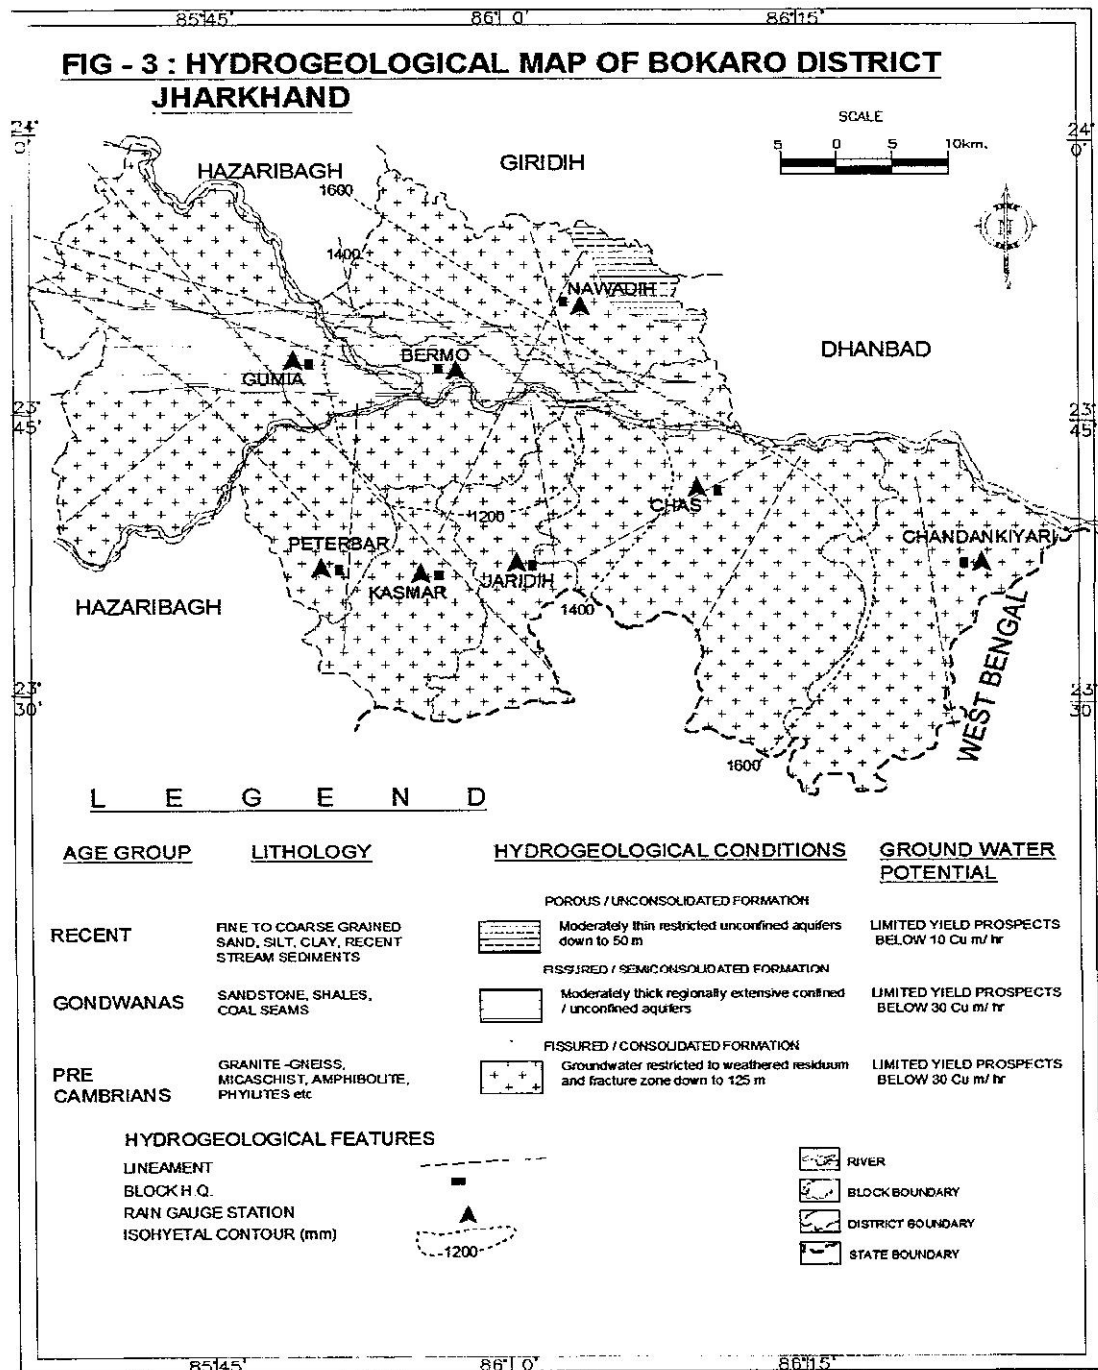 85°45'
86°1 0'
86°15'
FIG - 3 : HYDROGEOLOGICAL MAP OF BOKARO DISTRICT
JHARKHAND
SCALE
5 0 5 10km.
24° 0'
24° 0'
HAZARIBAGH
GIRIDIH
1600
N
1400
NAWADIH
BERMO
DHANBAD
GUMIA
23° 45'
23° 45'
CHAS
1200
CHANDANKIYARI
PETERBAR
KASMAR
JARIDIH
HAZARIBAGH
1400
WEST BENGAL
23° 30'
23° 30'
1600
L E G E N D
AGE GROUP LITHOLOGY HYDROGEOLOGICAL CONDITIONS GROUND WATER
POTENTIAL
POROUS / UNCONSOLIDATED FORMATION
RECENT
FINE TO COARSE GRAINED
SAND, SILT, CLAY, RECENT
STREAM SEDIMENTS
Moderately thin restricted unconfined aquifers
down to 50 m
LIMITED YIELD PROSPECTS
BELOW 10 Cu m/ hr
FISSURED / SEMICONSOLIDATED FORMATION
GONDWANAS
SANDSTONE, SHALES,
COAL SEAMS
Moderately thick regionally extensive confined
/ unconfined aquifers
LIMITED YIELD PROSPECTS
BELOW 30 Cu m/ hr
FISSURED / CONSOLIDATED FORMATION
PRE
CAMBRIANS
GRANITE -GNEISS,
MICASCHIST, AMPHIBOLITE,
PHYILITES etc
Groundwater restricted to weathered residuum
and fracture zone down to 125 m
LIMITED YIELD PROSPECTS
BELOW 30 Cu m/ hr
HYDROGEOLOGICAL FEATURES
LINEAMENT
BLOCK H.Q.
RAIN GAUGE STATION
ISOHYETAL CONTOUR (mm)
1200
RIVER
BLOCK BOUNDARY
DISTRICT BOUNDARY
STATE BOUNDARY
85°45'
86°1 0'
86°15'